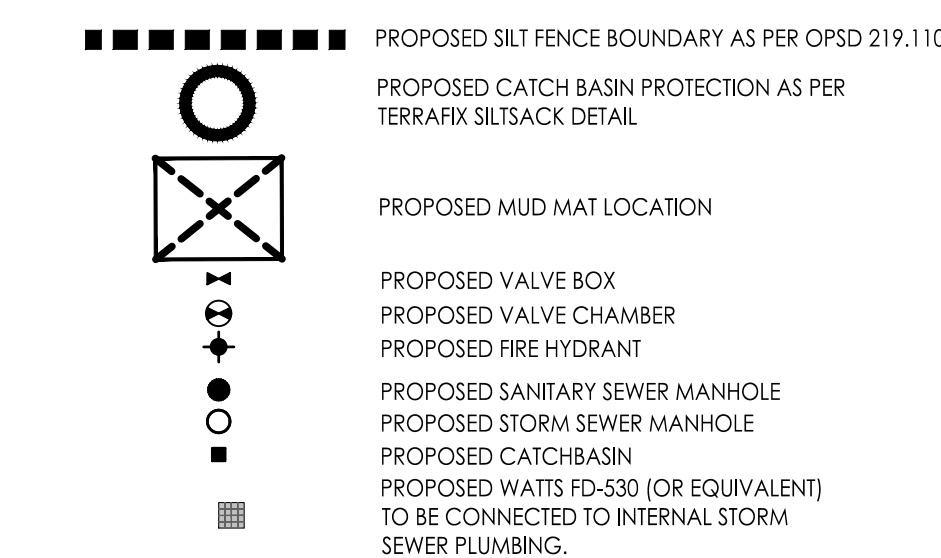 PROPOSED SILT FENCE BOUNDARY AS PER OPSD 219.110
PROPOSED CATCH BASIN PROTECTION AS PER
TERRAFIX SILTSACK DETAIL
PROPOSED MUD MAT LOCATION
PROPOSED VALVE BOX
PROPOSED VALVE CHAMBER
PROPOSED FIRE HYDRANT
PROPOSED SANITARY SEWER MANHOLE
PROPOSED STORM SEWER MANHOLE
PROPOSED CATCHBASIN
PROPOSED WATTS FD-530 (OR EQUIVALENT)
TO BE CONNECTED TO INTERNAL STORM
SEWER PLUMBING.